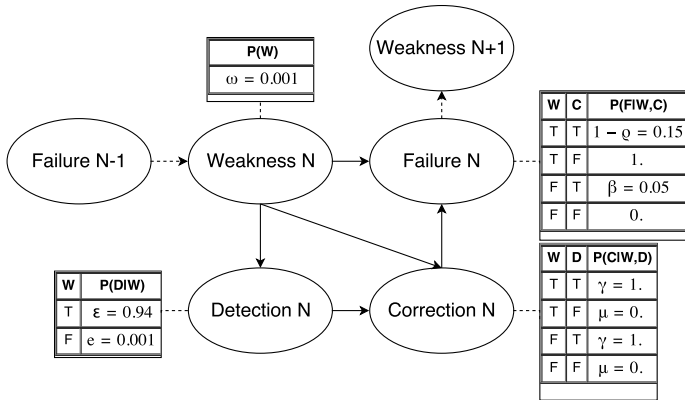 Weakness N+1
P(W)
ω = 0.001
Failure N-1
Weakness N
Failure N
W C P(F|W,C)
T T 1 − ϱ = 0.15
T F 1.
F T β = 0.05
F F 0.
W P(D|W)
T ε = 0.94
F e = 0.001
Detection N
Correction N
W D P(C|W,D)
T T γ = 1.
T F μ = 0.
F T γ = 1.
F F μ = 0.